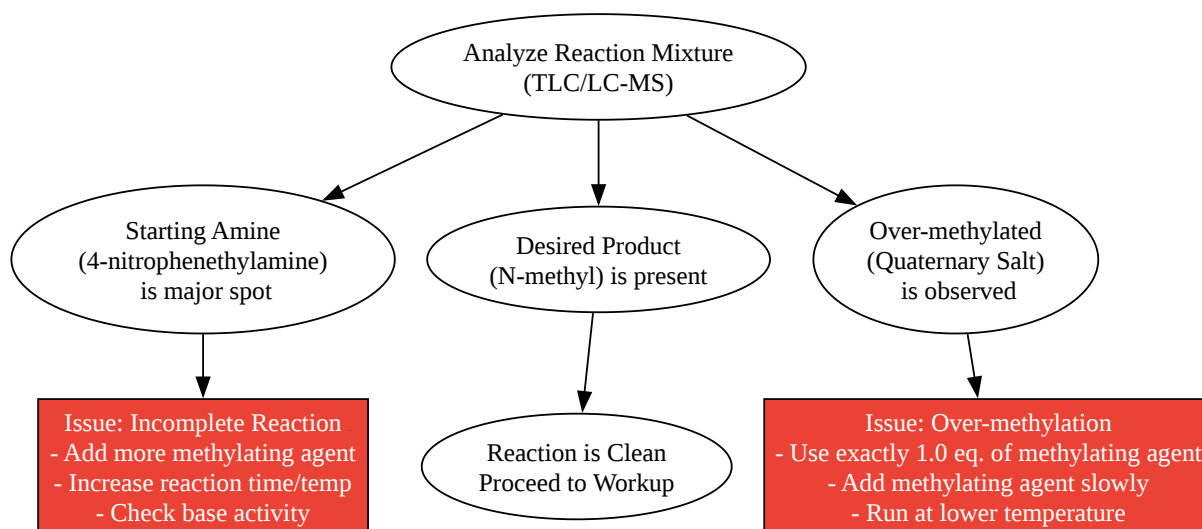 Analyze Reaction Mixture
(TLC/LC-MS)
Starting Amine
(4-nitrophenethylamine)
is major spot
Desired Product
(N-methyl) is present
Over-methylated
(Quaternary Salt)
is observed
Issue: Incomplete Reaction
- Add more methylating agent
- Increase reaction time/temp
- Check base activity
Reaction is Clean
Proceed to Workup
Issue: Over-methylation
- Use exactly 1.0 eq. of methylating agent
- Add methylating agent slowly
- Run at lower temperature